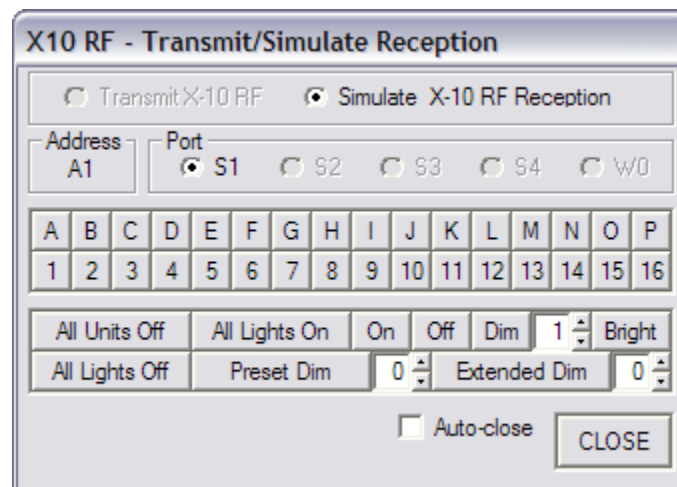 X10 RF - Transmit/Simulate Reception
Transmit X-10 RF Simulate X-10 RF Reception
Address Port
A1 S1 S2 S3 S4 W0
A B C D E F G H I J K L M N O P
1 2 3 4 5 6 7 8 9 10 11 12 13 14 15 16
All Units Off All Lights On On Off Dim 1 Bright
All Lights Off Preset Dim 0 Extended Dim 0
Auto-close CLOSE